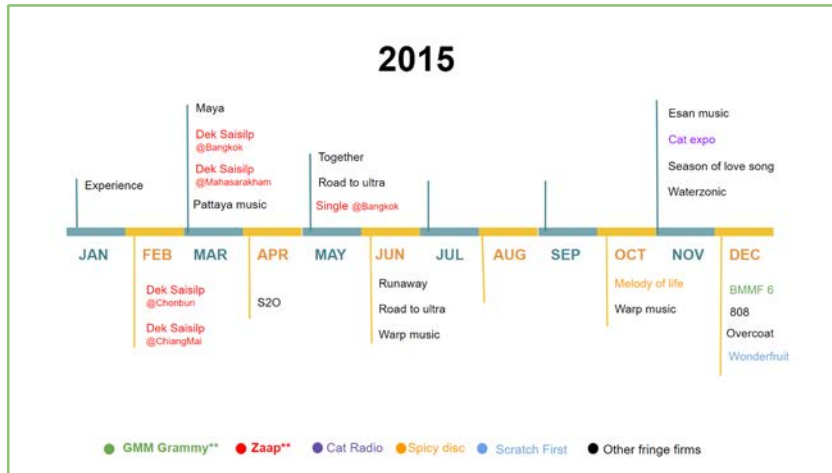 2015
Maya
Dek Saisilp
@Bangkok
Dek Saisilp
@Mahasarakham
Pattaya music
Experience
Together
Road to ultra
Single @Bangkok
Esan music
Cat expo
Season of love song
Waterzonic
JAN FEB MAR APR MAY JUN JUL AUG SEP OCT NOV DEC
Dek Saisilp
@Chonburi
Dek Saisilp
@ChiangMai
S2O
Runaway
Road to ultra
Warp music
Melody of life
Warp music
BMMF 6
808
Overcoat
Wonderfruit
GMM Grammy** Zaap** Cat Radio Spicy disc Scratch First Other fringe firms